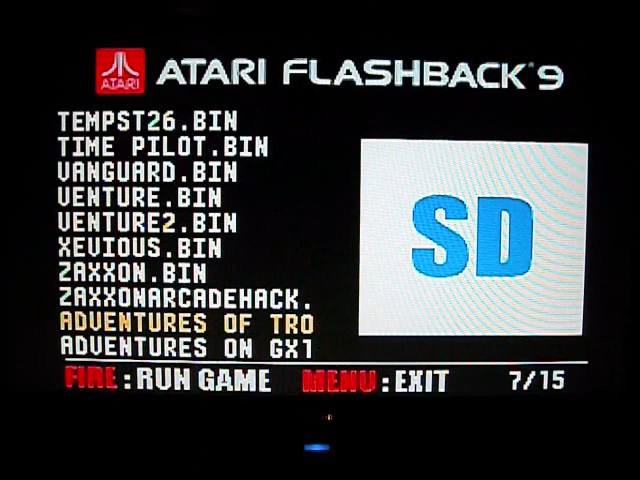 ATARI
ATARI FLASHBACK® 9
TEMPST26.BIN
TIME PILOT.BIN
VANGUARD.BIN
VENTURE.BIN
VENTURE2.BIN
XEVIOUS.BIN
ZAXXON.BIN
ZAXXONARCADEHACK.
ADVENTURES OF TRO
ADVENTURES ON GX1
SD
FIRE:RUN GAME MENU:EXIT 7/15